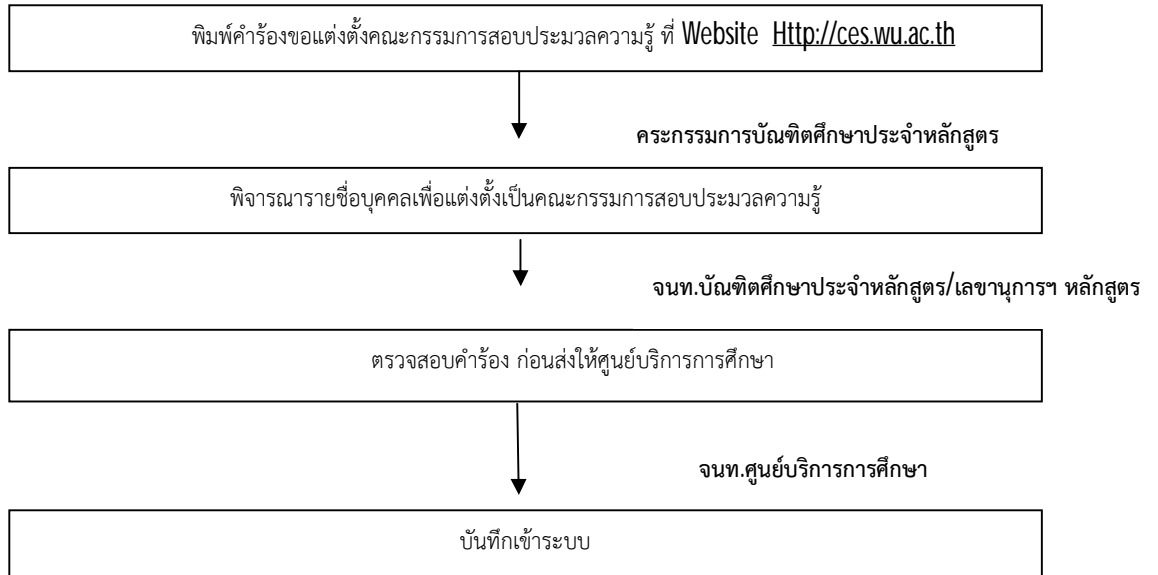 พิมพ์คำร้องขอแต่งตั้งคณะกรรมการสอบประมวลความรู้ ที่ Website Http://ces.wu.ac.th
คระกรรมการบัณฑิตศึกษาประจำหลักสูตร
พิจารณารายชื่อบุคคลเพื่อแต่งตั้งเป็นคณะกรรมการสอบประมวลความรู้
จนท.บัณฑิตศึกษาประจำหลักสูตร/เลขานุการฯ หลักสูตร
ตรวจสอบคำร้อง ก่อนส่งให้ศูนย์บริการการศึกษา
จนท.ศูนย์บริการการศึกษา
บันทึกเข้าระบบ